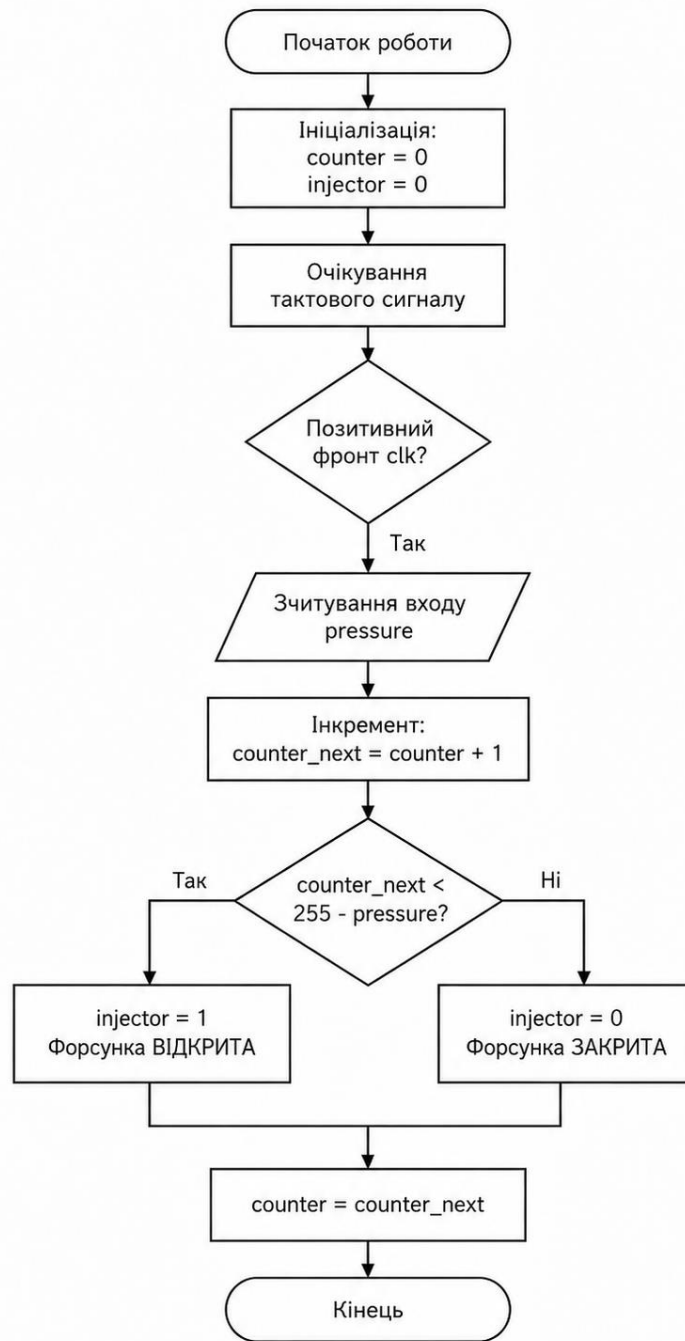 Початок роботи
Ініціалізація:
counter = 0
injector = 0
Очікування
тактового сигналу
Позитивний
фронт clk?
Так
Зчитування входу
pressure
Інкремент:
counter_next = counter + 1
counter_next <
255 - pressure?
Так
Ні
injector = 1
Форсунка ВІДКРИТА
injector = 0
Форсунка ЗАКРИТА
counter = counter_next
Кінець